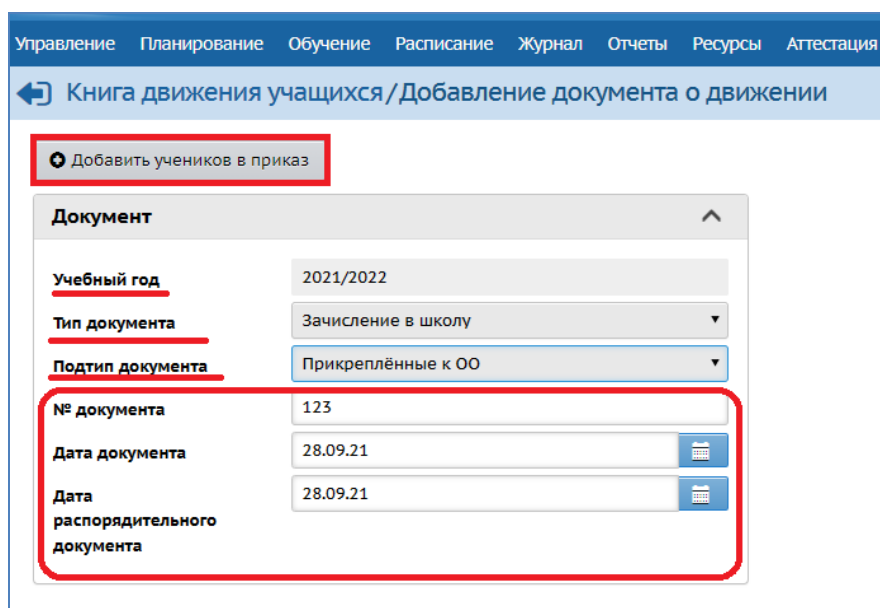 Управление Планирование Обучение Расписание Журнал Отчеты Ресурсы Аттестация
Книга движения учащихся/Добавление документа о движении
Добавить учеников в приказ
Документ
Учебный год 2021/2022
Тип документа Зачисление в школу
Подтип документа Прикреплённые к ОО
№ документа 123
Дата документа 28.09.21
Дата 28.09.21
распорядительного
документа